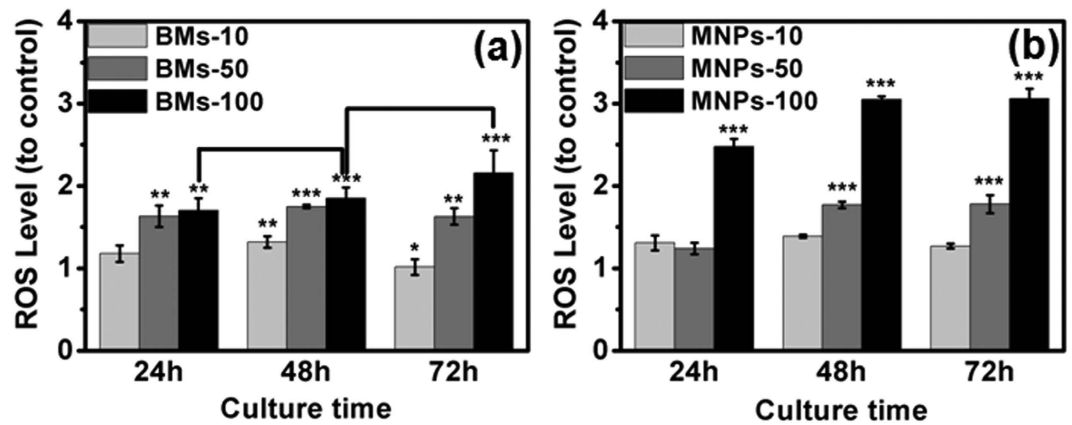 ROS Level (to control)
4
3
2
1
0
BMs-10
BMs-50
BMs-100
(a)
** **
** *** ***
* ** ***
24h 48h 72h
Culture time
ROS Level (to control)
4
3
2
1
0
MNPs-10
MNPs-50
MNPs-100
(b)
***
*** ***
*** ***
24h 48h 72h
Culture time